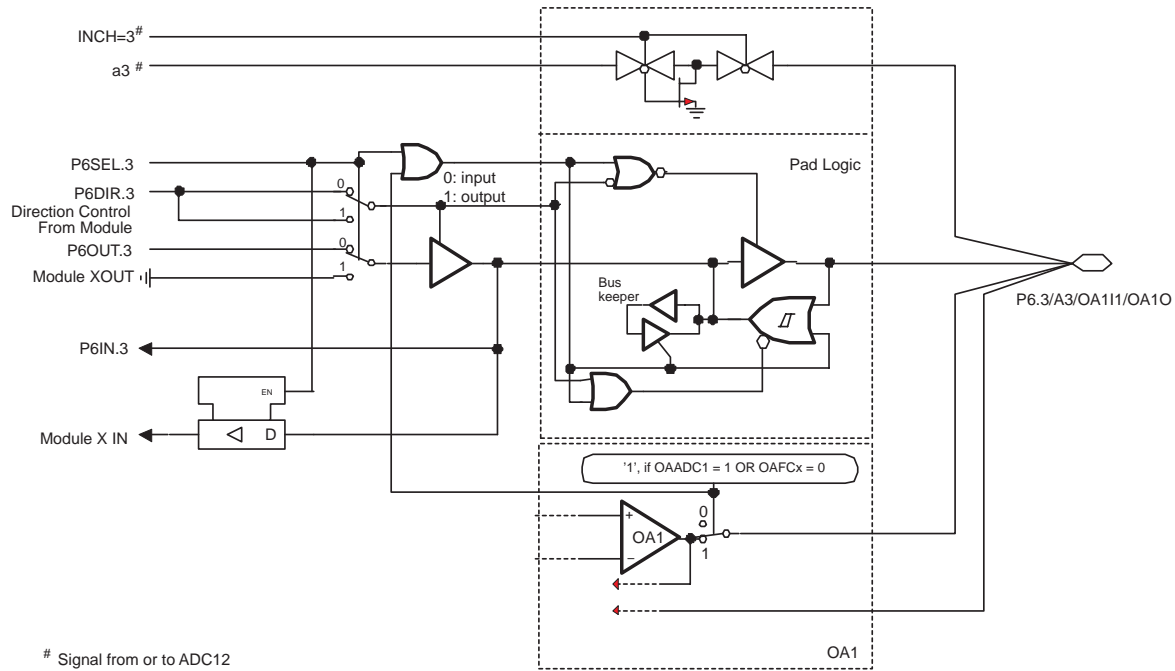 INCH=3#
a3 #
P6SEL.3
P6DIR.3
Direction Control
From Module
P6OUT.3
Module XOUT
P6IN.3
Module X IN
EN
D
0
1
0
1
0: input
1: output
Pad Logic
Bus
keeper
P6.3/A3/OA1I1/OA1O
'1', if OAADC1 = 1 OR OAFCx = 0
+
OA1
−
0
1
OA1
# Signal from or to ADC12